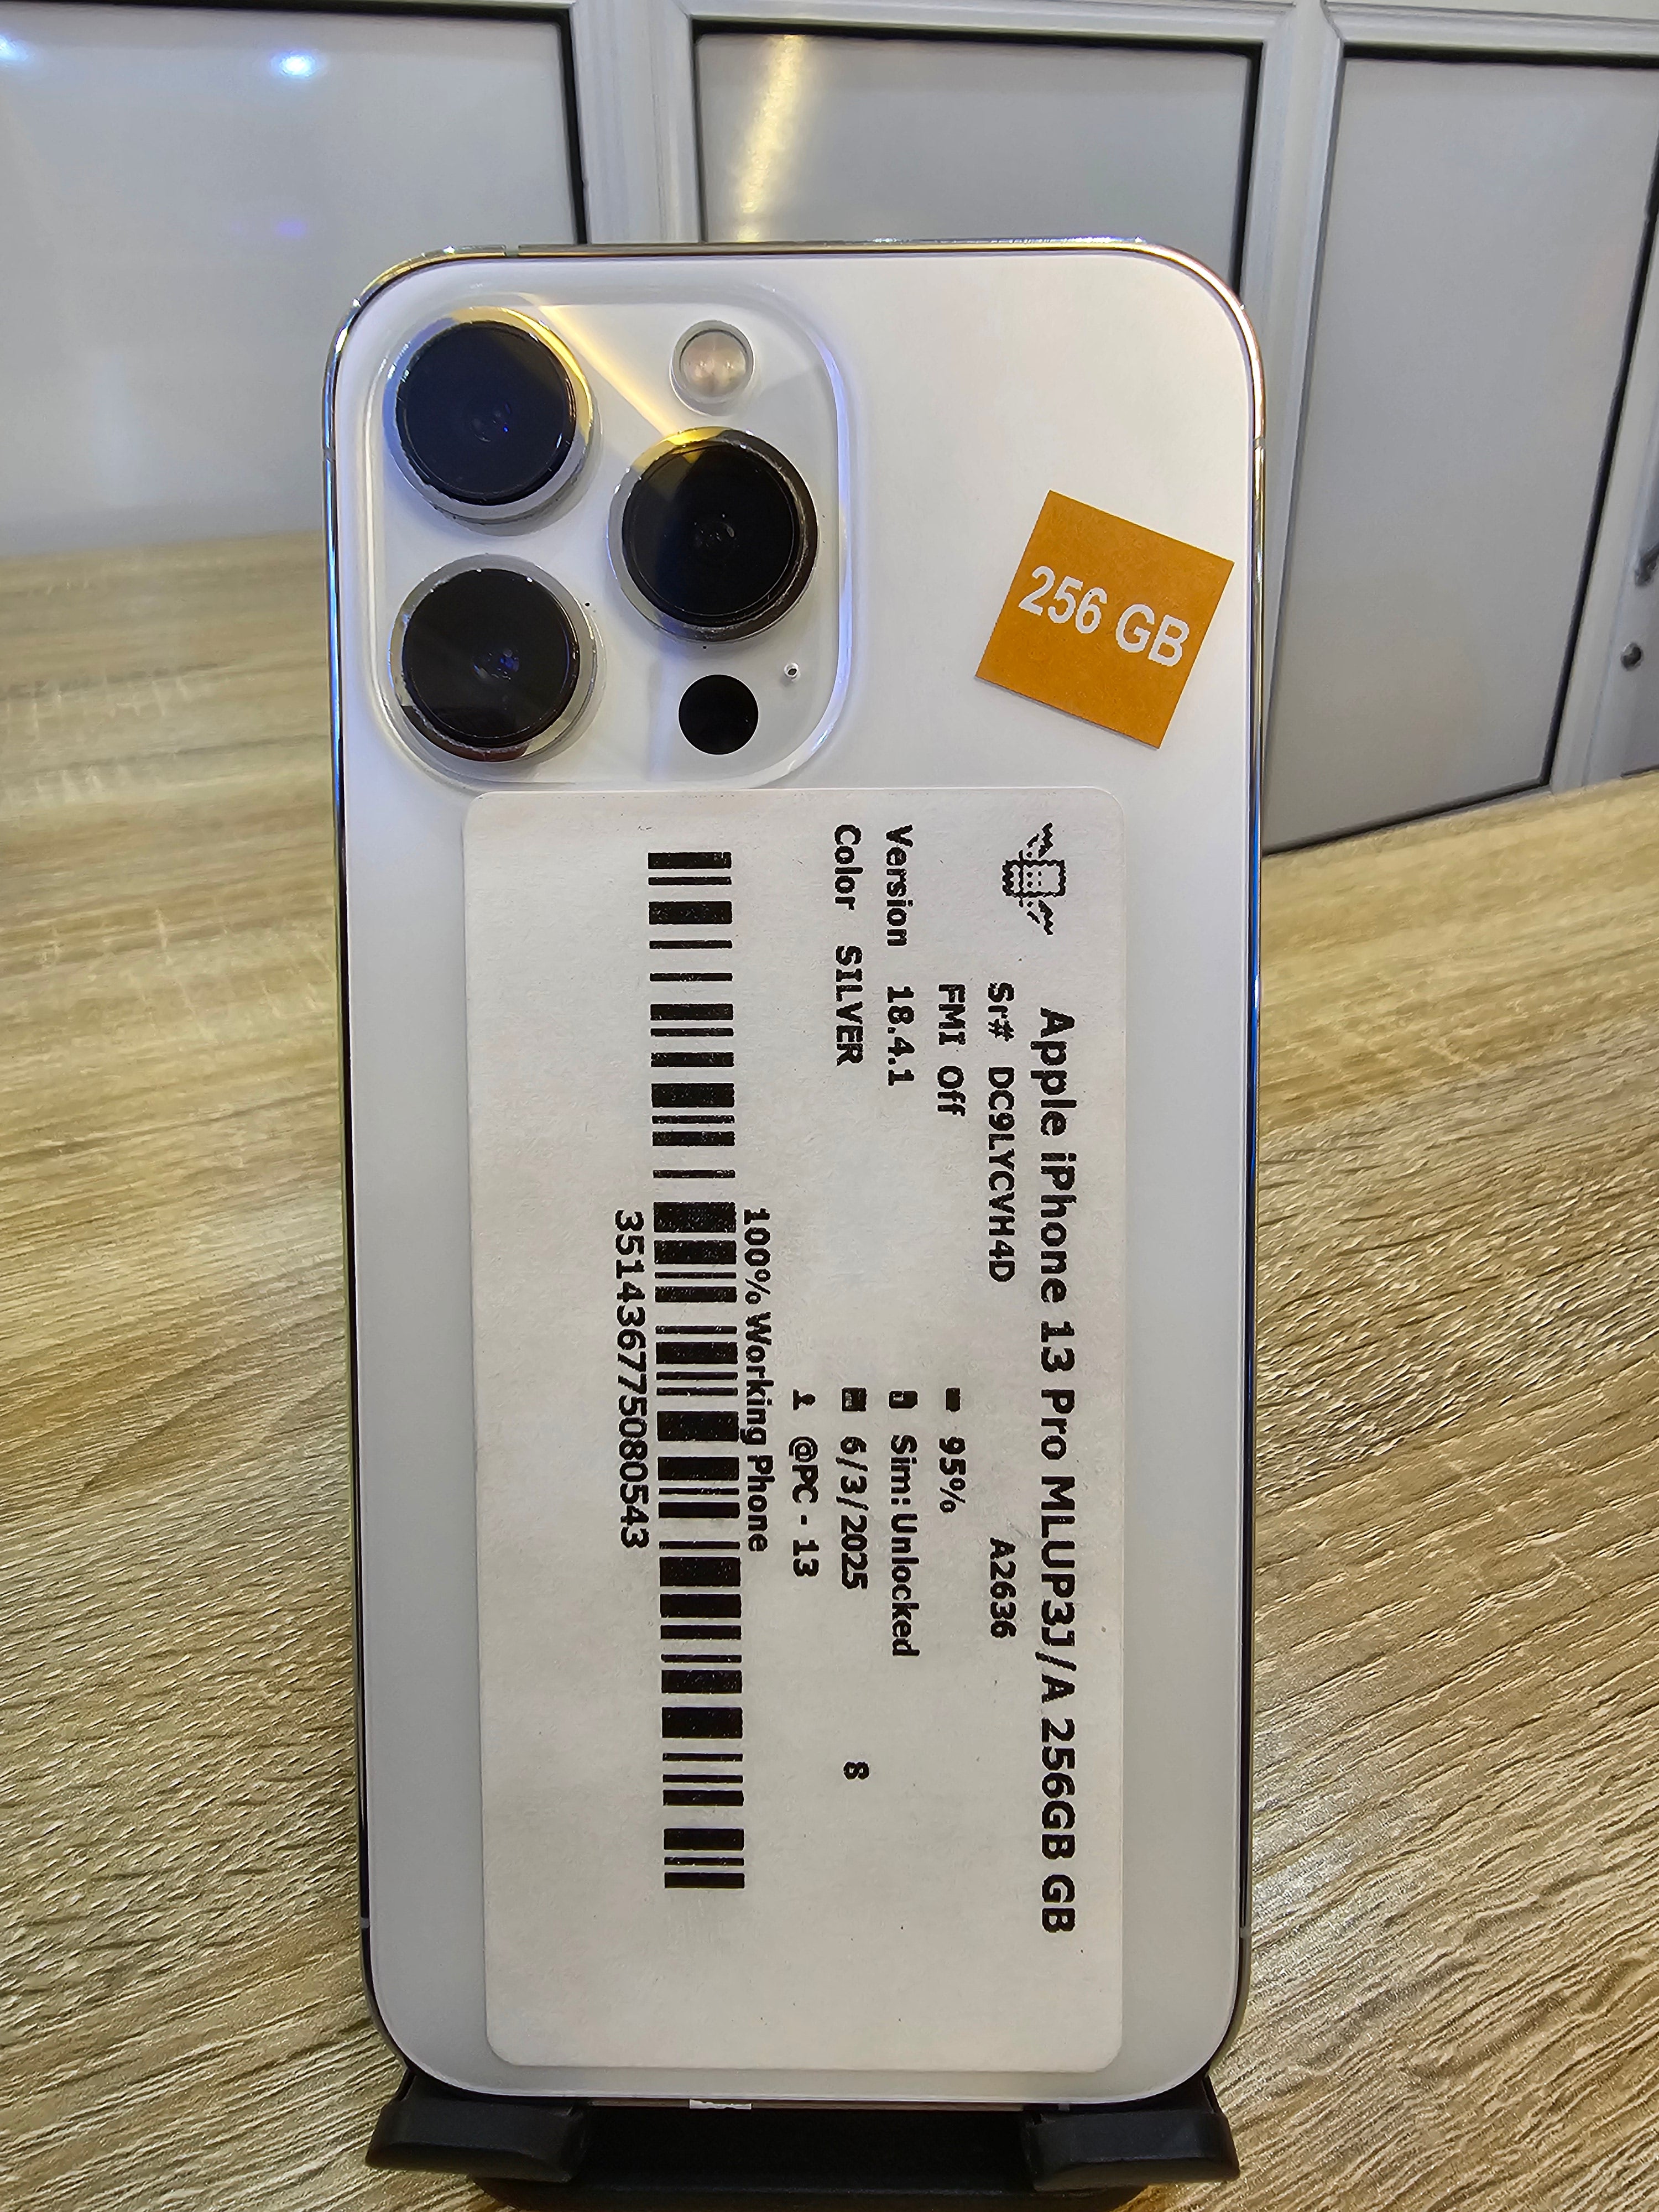 256 GB
Apple iPhone 13 Pro MLUP3J/A 256GB GB
Sr# DC9LYCVH4D A2636
FMI Off 95%
Version 18.4.1 Sim: Unlocked
Color SILVER 6/3/2025 8
@PC - 13
100% Working Phone
351436775080543